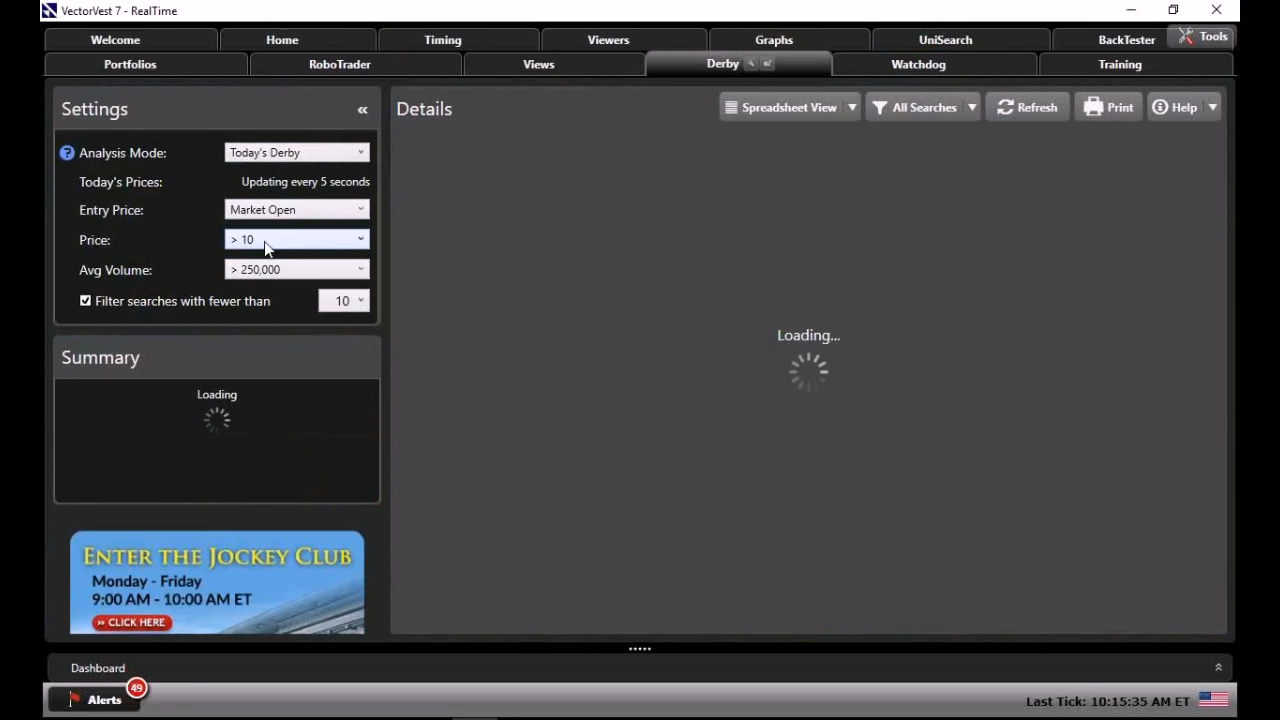 VectorVest 7 - RealTime
Welcome
Home
Timing
Viewers
Graphs
UniSearch
BackTester
Tools
Portfolios
RoboTrader
Views
Derby
Watchdog
Training
Settings
«
Details
Spreadsheet View
All Searches
Refresh
Print
Help
Analysis Mode:
Today's Derby
Today's Prices:
Updating every 5 seconds
Entry Price:
Market Open
Price:
> 10
Avg Volume:
> 250,000
Filter searches with fewer than
10
Summary
Loading
Loading...
ENTER THE JOCKEY CLUB
Monday - Friday
9:00 AM - 10:00 AM ET
» CLICK HERE
Dashboard
Alerts
49
Last Tick: 10:15:35 AM ET